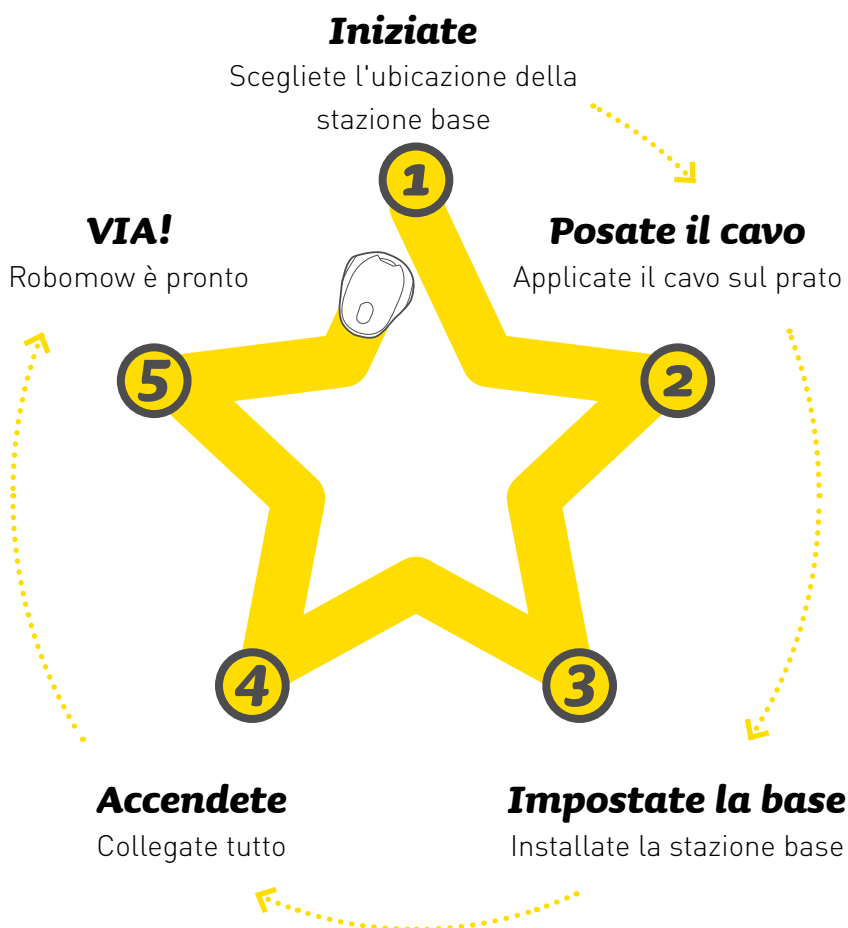 Iniziate
Scegliete l'ubicazione della
stazione base
1
Posate il cavo
Applicate il cavo sul prato
2
3
Impostate la base
Installate la stazione base
4
Accendete
Collegate tutto
5
VIA!
Robomow è pronto